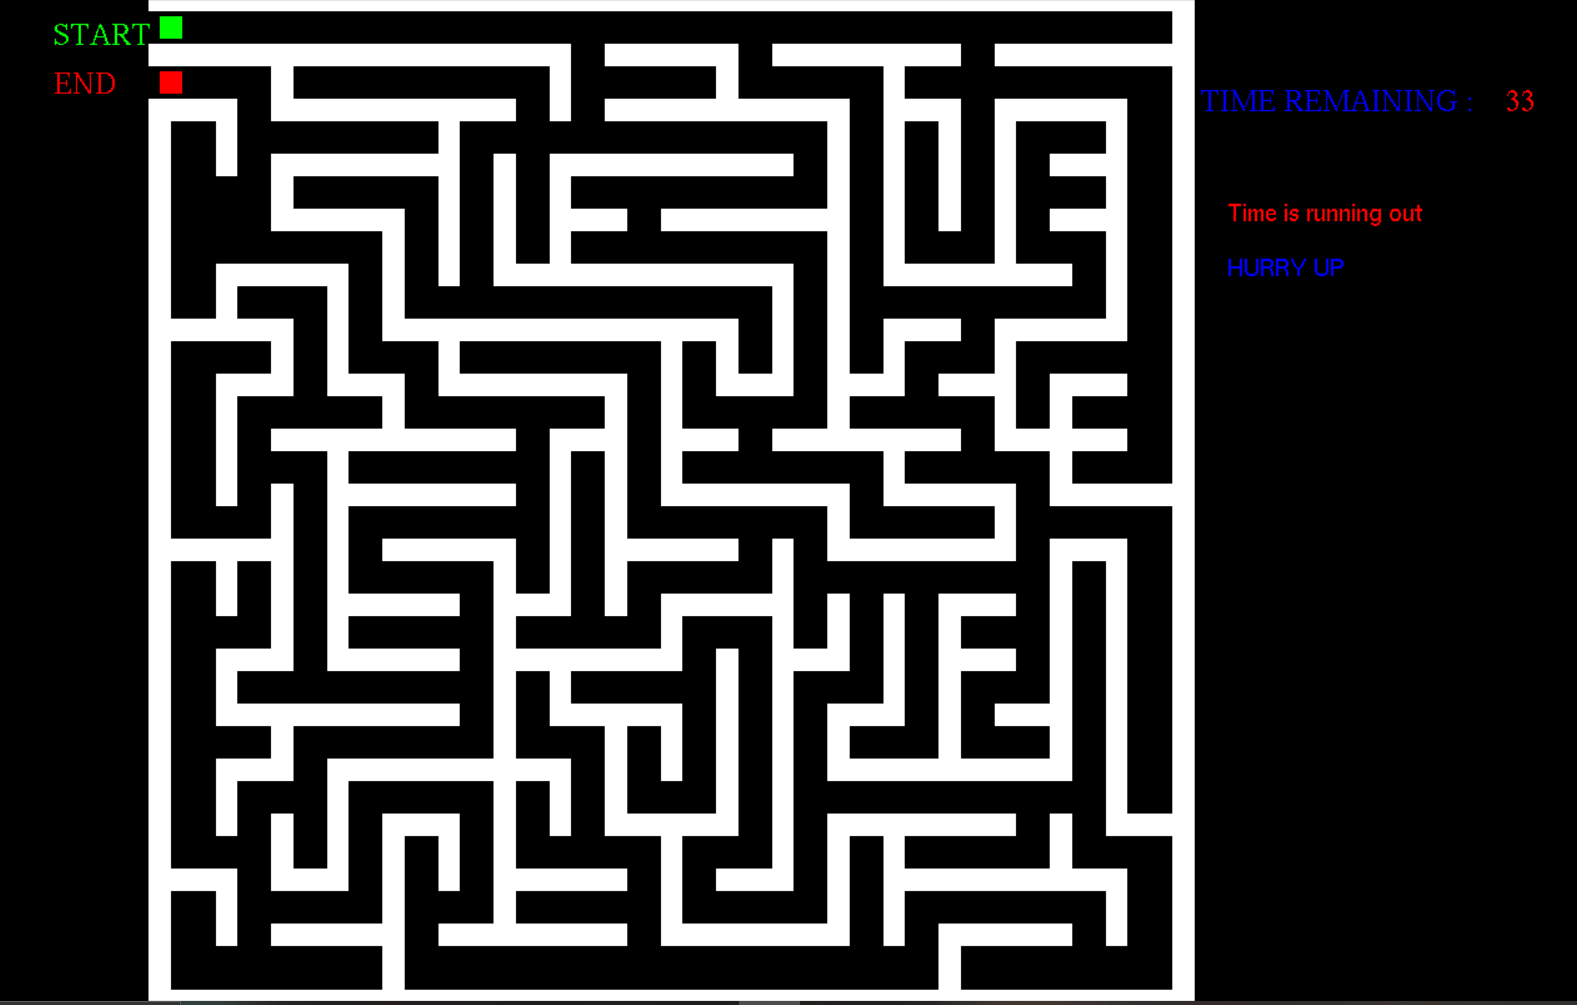 START
END
TIME REMAINING : 33
Time is running out
HURRY UP